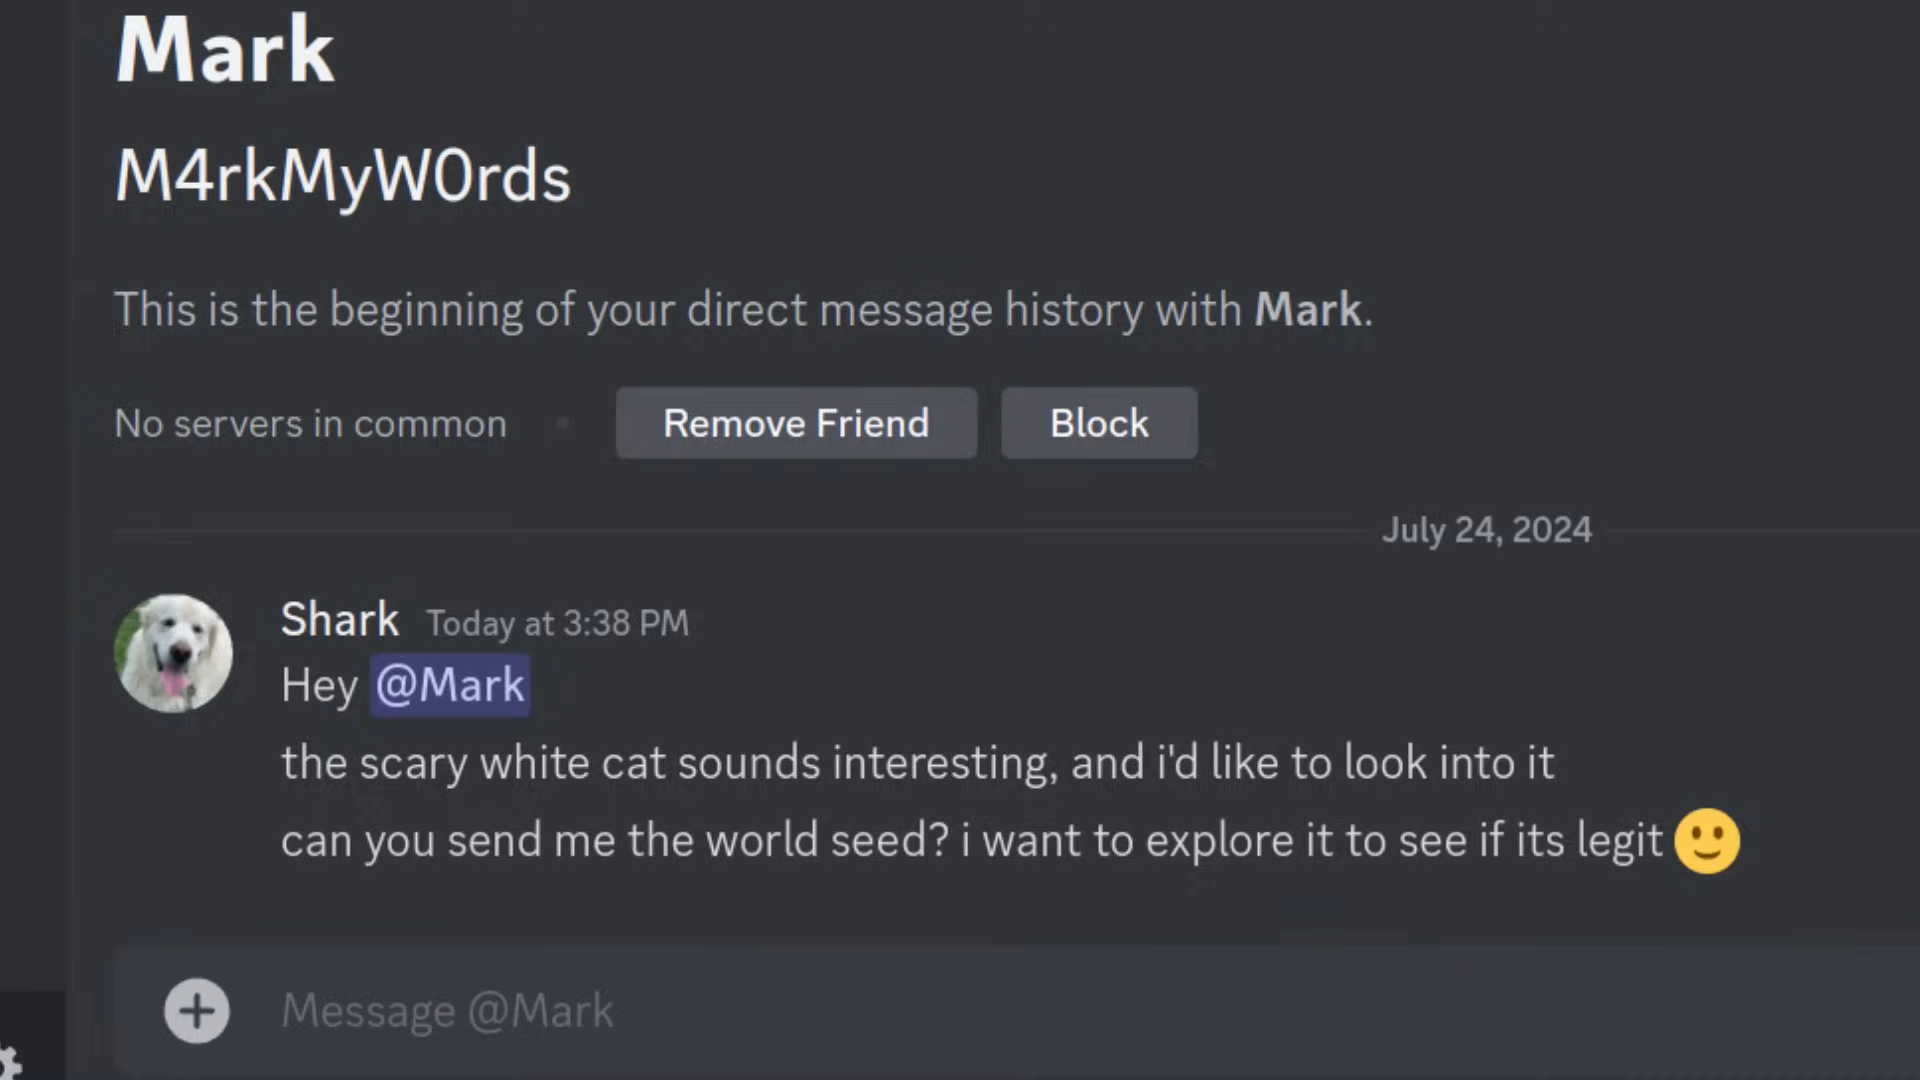 Mark
M4rkMyW0rds
This is the beginning of your direct message history with Mark.
No servers in common
Remove Friend
Block
July 24, 2024
Shark Today at 3:38 PM
Hey @Mark
the scary white cat sounds interesting, and i'd like to look into it
can you send me the world seed? i want to explore it to see if its legit 🙂
Message @Mark